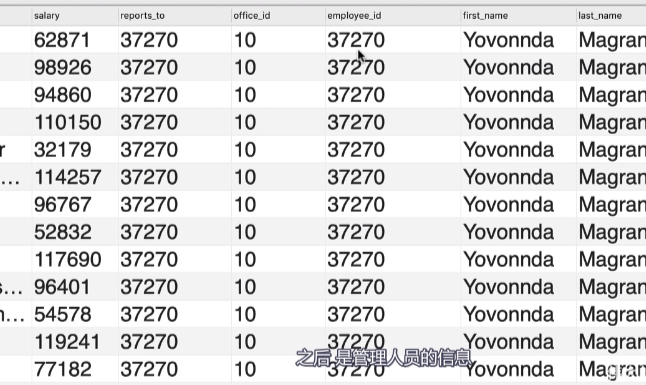 salary reports_to office_id employee_id first_name last_name
62871 37270 10 37270 Yovonnda Magran
98926 37270 10 37270 Yovonnda Magran
94860 37270 10 37270 Yovonnda Magran
110150 37270 10 37270 Yovonnda Magran
r 32179 37270 10 37270 Yovonnda Magran
... 114257 37270 10 37270 Yovonnda Magran
96767 37270 10 37270 Yovonnda Magran
52832 37270 10 37270 Yovonnda Magran
117690 37270 10 37270 Yovonnda Magran
s... 96401 37270 10 37270 Yovonnda Magran
n... 54578 37270 10 37270 Yovonnda Magran
119241 37270 10 37270 Yovonnda Magran
之后 是管理人员的信息
77182 37270 10 37270 Yovonnda Magran